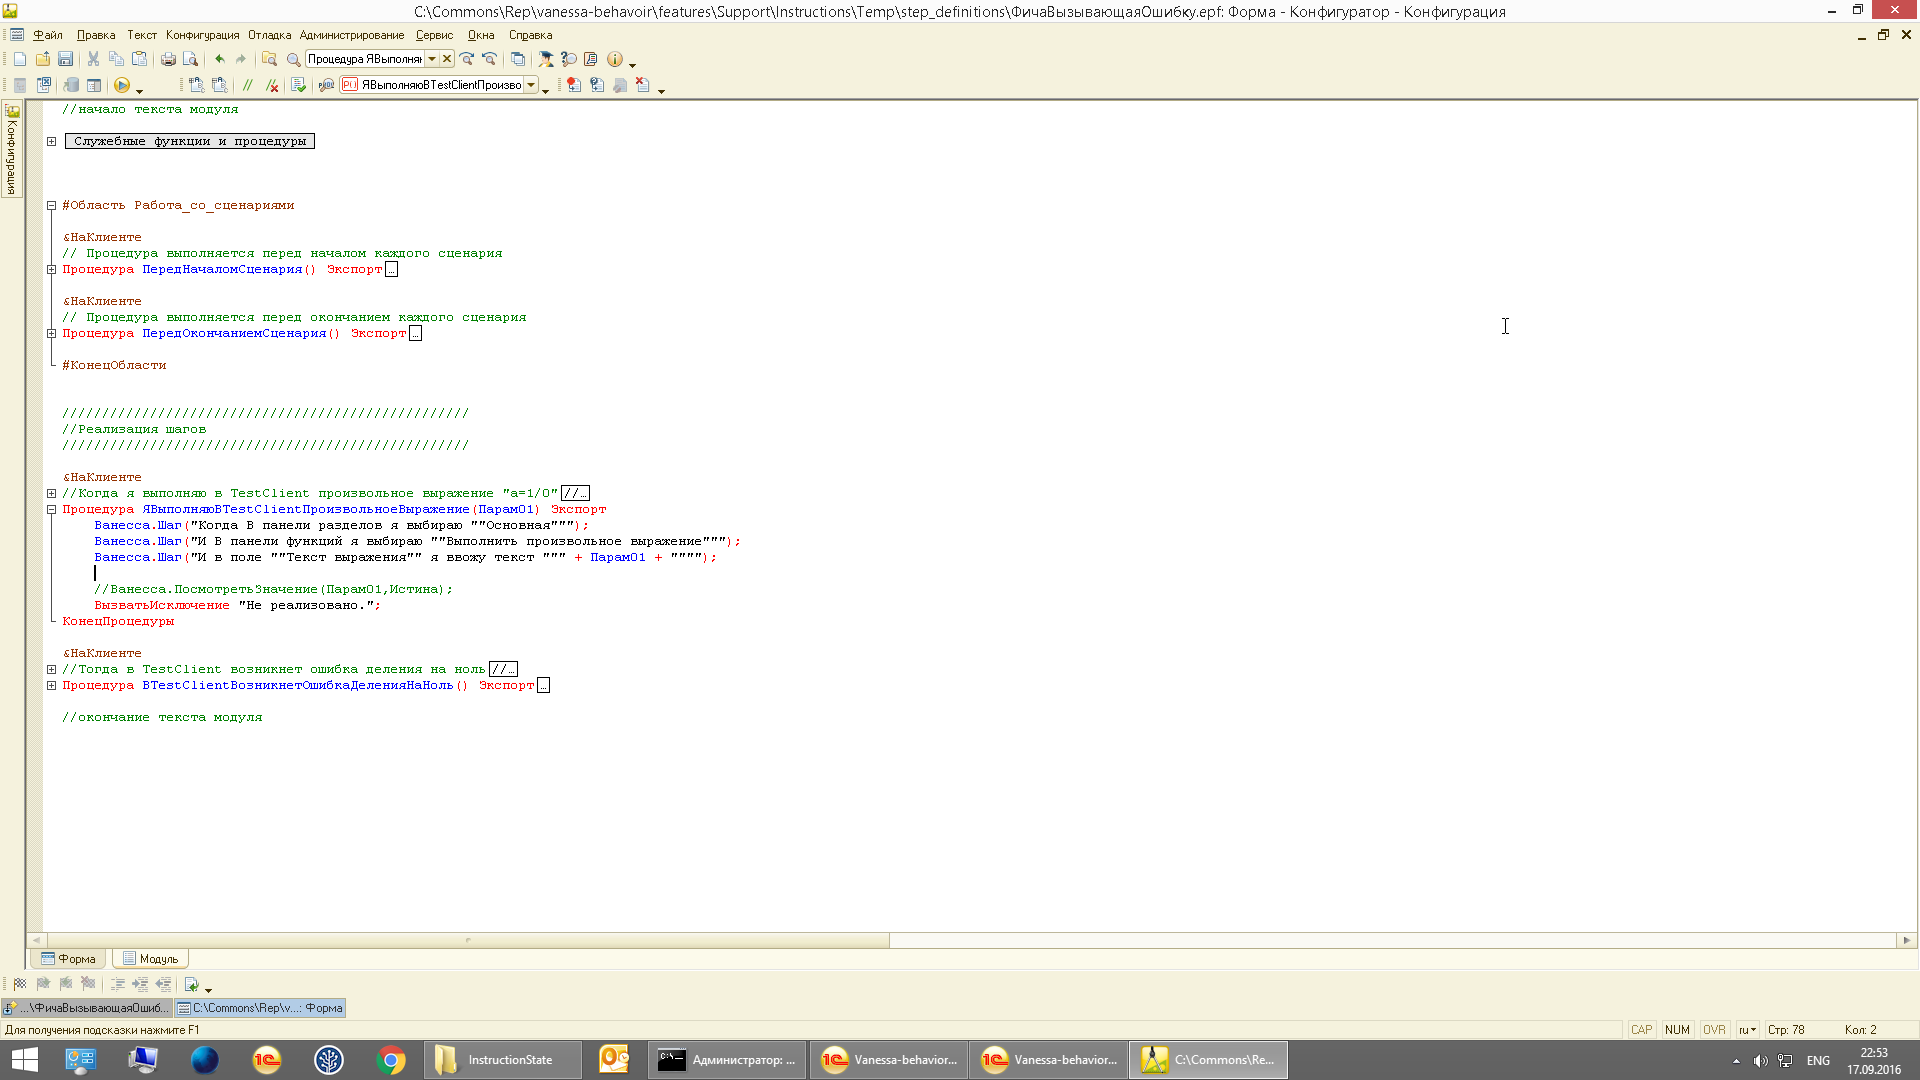 C:\Commons\Rep\vanessa-behavoir\features\Support\Instructions\Temp\step_definitions\ФичаВызывающаяОшибку.epf: Форма - Конфигуратор - Конфигурация
Файл Правка Текст Конфигурация Отладка Администрирование Сервис Окна Справка
Процедура ЯВыполняю
ЯВыполняюВTestClientПроизво
Конфигурация
//начало текста модуля
Служебные функции и процедуры
#Область Работа_со_сценариями
&НаКлиенте
// Процедура выполняется перед началом каждого сценария
Процедура ПередНачаломСценария() Экспорт...
&НаКлиенте
// Процедура выполняется перед окончанием каждого сценария
Процедура ПередОкончаниемСценария() Экспорт...
#КонецОбласти
///////////////////////////////////////////////////
//Реализация шагов
///////////////////////////////////////////////////
&НаКлиенте
//Когда я выполняю в TestClient произвольное выражение "а=1/0"//...
Процедура ЯВыполняюВTestClientПроизвольноеВыражение(Парам01) Экспорт
Ванесса.Шаг("Когда В панели разделов я выбираю ""Основная""");
Ванесса.Шаг("И В панели функций я выбираю ""Выполнить произвольное выражение""");
Ванесса.Шаг("И в поле ""Текст выражения"" я ввожу текст """ + Парам01 + """");
//Ванесса.ПосмотретьЗначение(Парам01,Истина);
ВызватьИсключение "Не реализовано.";
КонецПроцедуры
&НаКлиенте
//Тогда в TestClient возникнет ошибка деления на ноль//...
Процедура ВTestClientВозникнетОшибкаДеленияНаНоль() Экспорт...
//окончание текста модуля
Форма Модуль
...\ФичаВызывающаяОшиб... C:\Commons\Rep\v...: Форма
Для получения подсказки нажмите F1 CAP NUM OVR ru Стр: 78 Кол: 2
InstructionState Администратор: ... Vanessa-behavior... Vanessa-behavior... C:\Commons\Re... ENG 22:53
17.09.2016